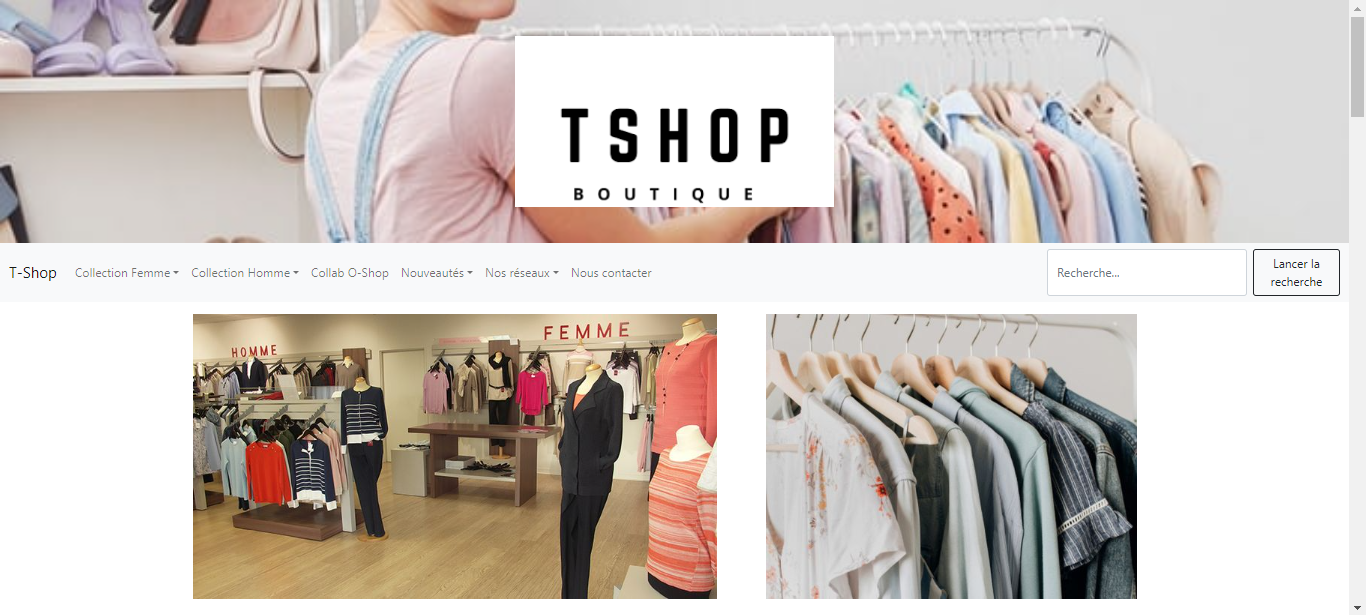 TSHOP
BOUTIQUE
T-Shop Collection Femme Collection Homme Collab O-Shop Nouveautés Nos réseaux Nous contacter Recherche... Lancer la
recherche
HOMME FEMME